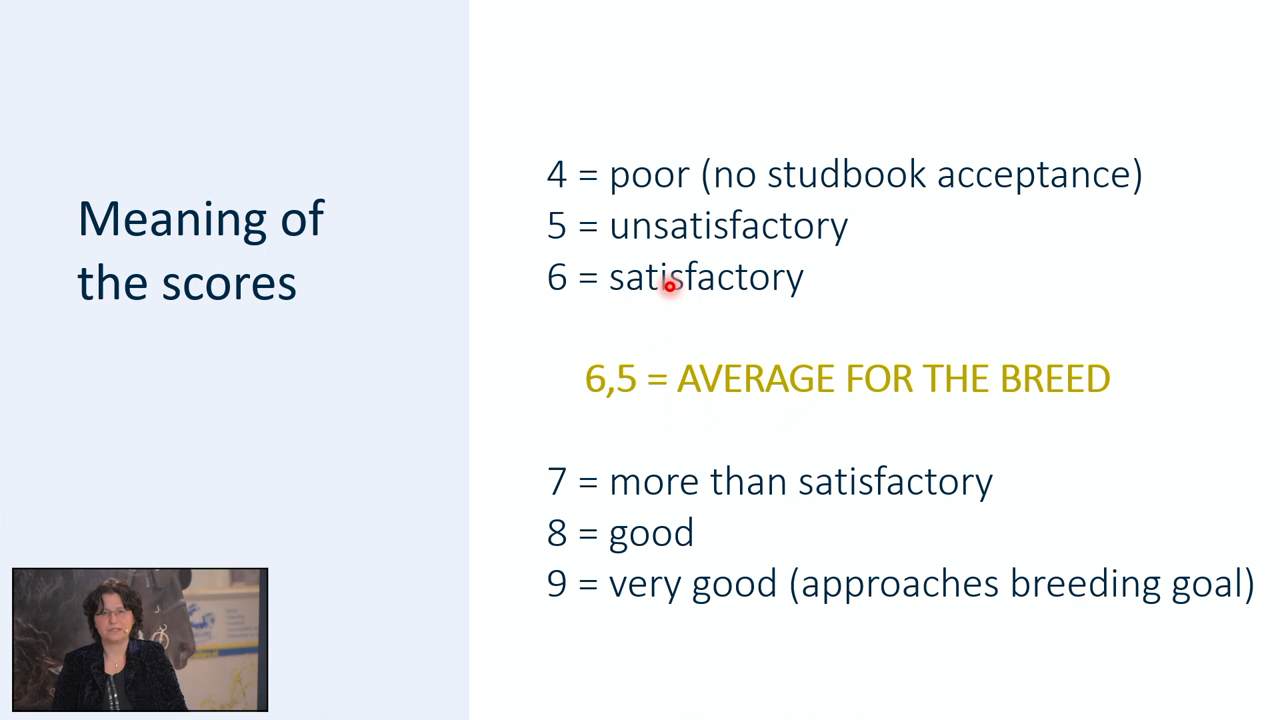 Meaning of
the scores
4 = poor (no studbook acceptance)
5 = unsatisfactory
6 = satisfactory
6,5 = AVERAGE FOR THE BREED
7 = more than satisfactory
8 = good
9 = very good (approaches breeding goal)